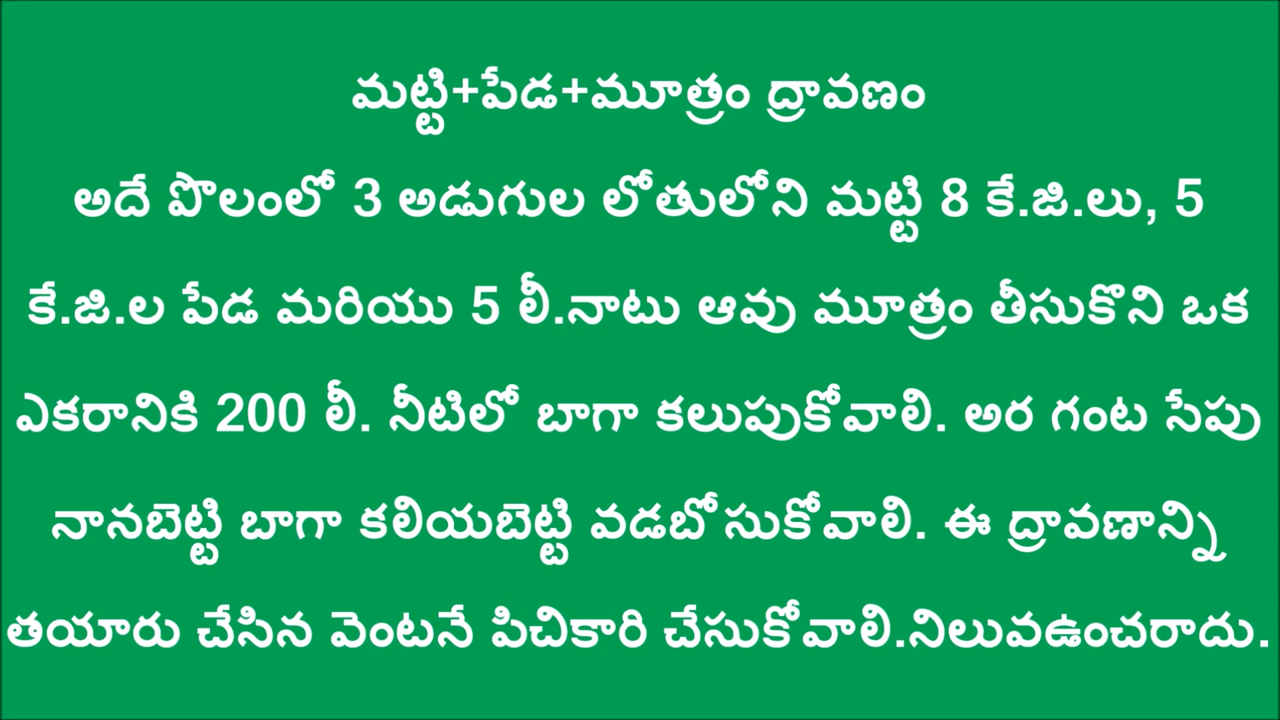 మట్టి+పేడ+మూత్రం ద్రావణం
అదే పొలంలో 3 అడుగుల లోతులోని మట్టి 8 కే.జి.లు, 5
కే.జి.ల పేడ మరియు 5 లీ.నాటు ఆవు మూత్రం తీసుకొని ఒక
ఎకరానికి 200 లీ. నీటిలో బాగా కలుపుకోవాలి. అర గంట సేపు
నానబెట్టి బాగా కలియబెట్టి వడబోసుకోవాలి. ఈ ద్రావణాన్ని
తయారు చేసిన వెంటనే పిచికారి చేసుకోవాలి.నిలువఉంచరాదు.